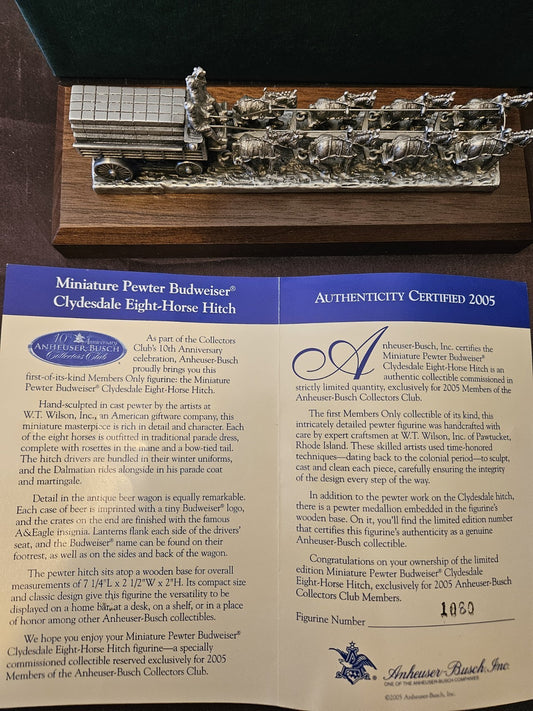 Miniature Pewter Budweiser®
Clydesdale Eight-Horse Hitch
10th Anniversary
ANHEUSER-BUSCH
Collectors Club
As part of the Collectors
Club's 10th Anniversary
celebration, Anheuser-Busch
proudly brings you this
first-of-its-kind Members Only figurine: the Miniature
Pewter Budweiser® Clydesdale Eight-Horse Hitch.
Hand-sculpted in cast pewter by the artists at
W.T. Wilson, Inc., an American giftware company, this
miniature masterpiece is rich in detail and character. Each
of the eight horses is outfitted in traditional parade dress,
complete with rosettes in the mane and a bow-tied tail.
The hitch drivers are bundled in their winter uniforms,
and the Dalmatian rides alongside in his parade coat
and martingale.
Detail in the antique beer wagon is equally remarkable.
Each case of beer is imprinted with a tiny Budweiser® logo,
and the crates on the end are finished with the famous
A&Eagle insignia. Lanterns flank each side of the drivers'
seat, and the Budweiser® name can be found on their
footrest, as well as on the sides and back of the wagon.
The pewter hitch sits atop a wooden base for overall
measurements of 7 1/4"L x 2 1/2"W x 2"H. Its compact size
and classic design give this figurine the versatility to be
displayed on a home bar, at a desk, on a shelf, or in a place
of honor among other Anheuser-Busch collectibles.
We hope you enjoy your Miniature Pewter Budweiser®
Clydesdale Eight-Horse Hitch figurine—a specially
commissioned collectible reserved exclusively for 2005
Members of the Anheuser-Busch Collectors Club.
AUTHENTICITY CERTIFIED 2005
Anheuser-Busch, Inc. certifies the
Miniature Pewter Budweiser®
Clydesdale Eight-Horse Hitch is an
authentic collectible commissioned in
strictly limited quantity, exclusively for 2005 Members of the
Anheuser-Busch Collectors Club.
The first Members Only collectible of its kind, this
intricately detailed pewter figurine was handcrafted with
care by expert craftsmen at W.T. Wilson, Inc. of Pawtucket,
Rhode Island. These skilled artists used time-honored
techniques—dating back to the colonial period—to sculpt,
cast and clean each piece, carefully ensuring the integrity
of the design every step of the way.
In addition to the pewter work on the Clydesdale hitch,
there is a pewter medallion embedded in the figurine's
wooden base. On it, you'll find the limited edition number
that certifies this figurine's authenticity as a genuine
Anheuser-Busch collectible.
Congratulations on your ownership of the limited
edition Miniature Pewter Budweiser® Clydesdale
Eight-Horse Hitch, exclusively for 2005 Anheuser-Busch
Collectors Club Members.
Figurine Number 1080
Anheuser-Busch, Inc.
ONE OF THE ANHEUSER-BUSCH COMPANIES
©2005 Anheuser-Busch, Inc.